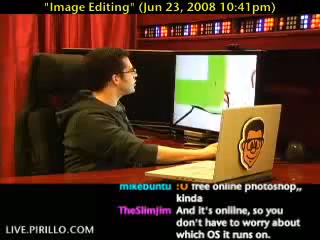 "Image Editing" (Jun 23, 2008 10:41pm)
mikebuntu :O free online photoshop,,
kinda
TheSlimJim And it's onlilne, so you
don't have to worry about
which OS it runs on.
LIVE.PIRILLO.COM